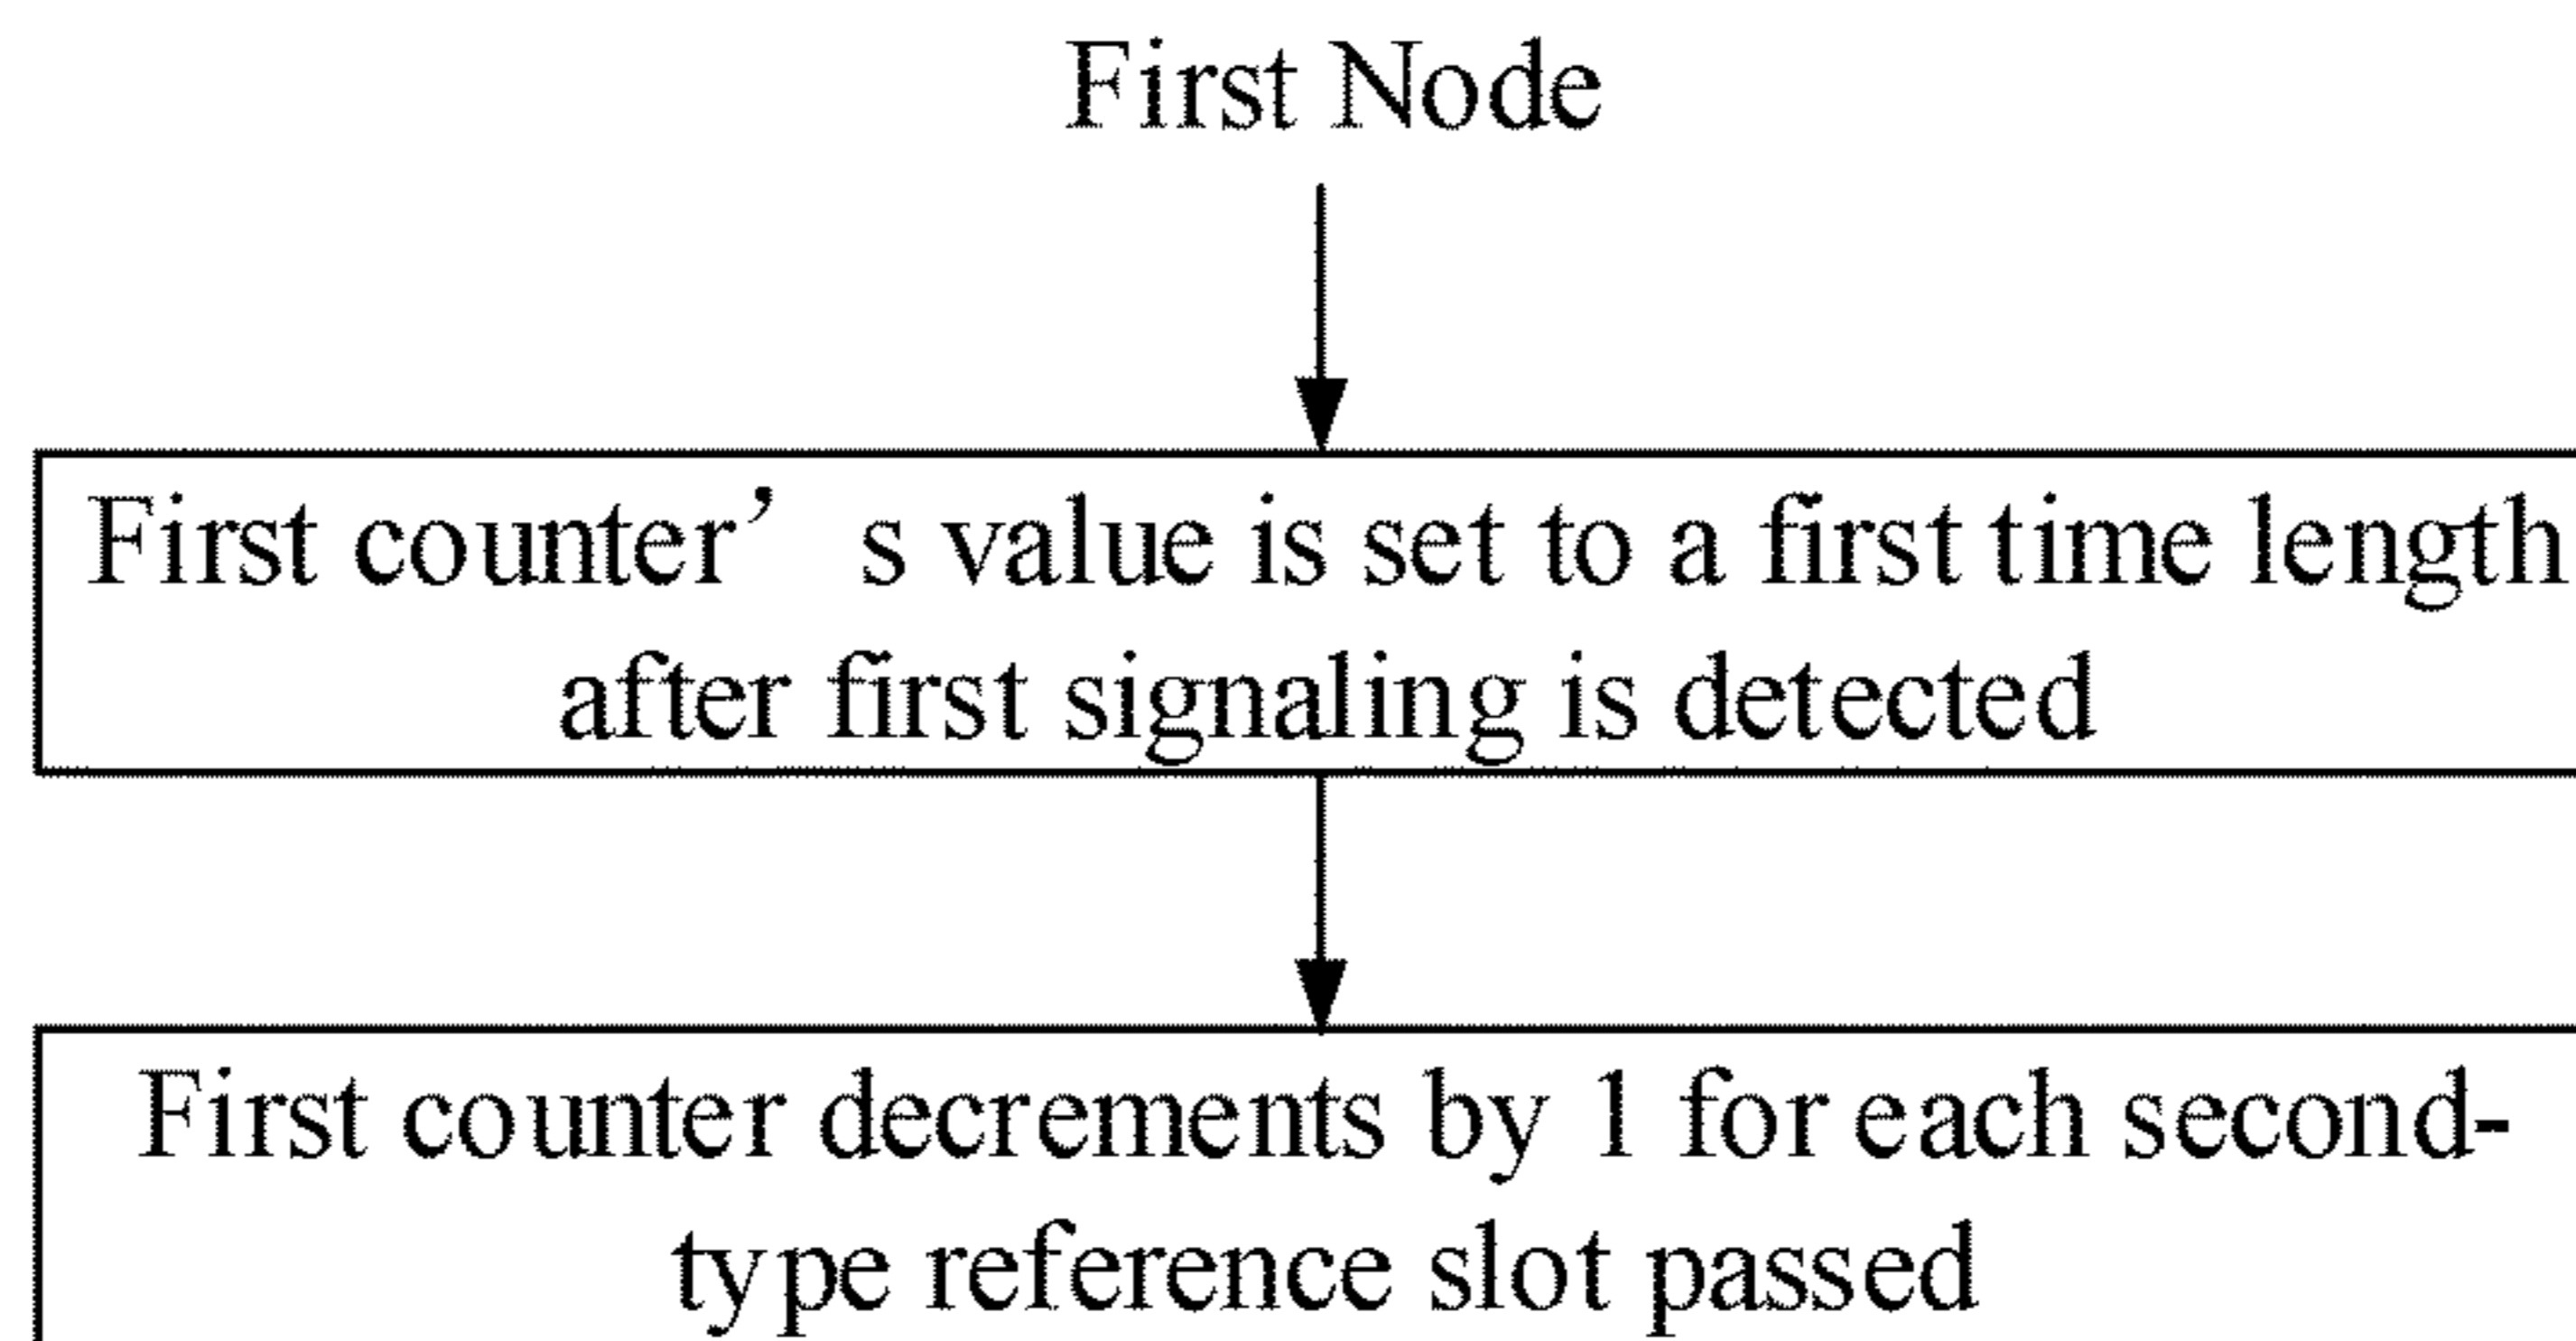 First Node
First counter’ s value is set to a first time length
after first signaling is detected
First counter decrements by 1 for each second-
type reference slot passed